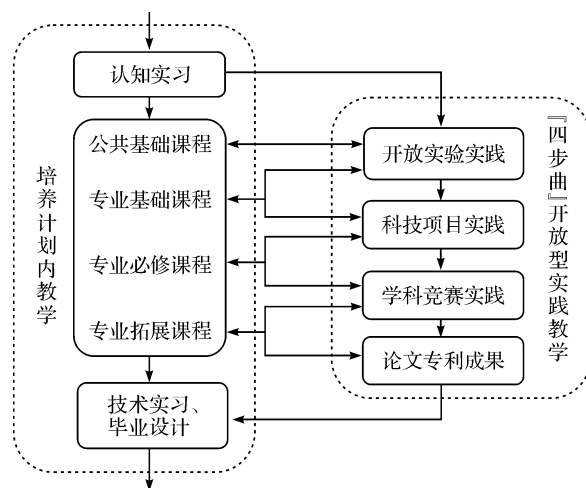 认知实习
公共基础课程
专业基础课程
专业必修课程
专业拓展课程
技术实习、
毕业设计
培养计划内教学
开放实验实践
科技项目实践
学科竞赛实践
论文专利成果
『四步曲』开放型实践教学